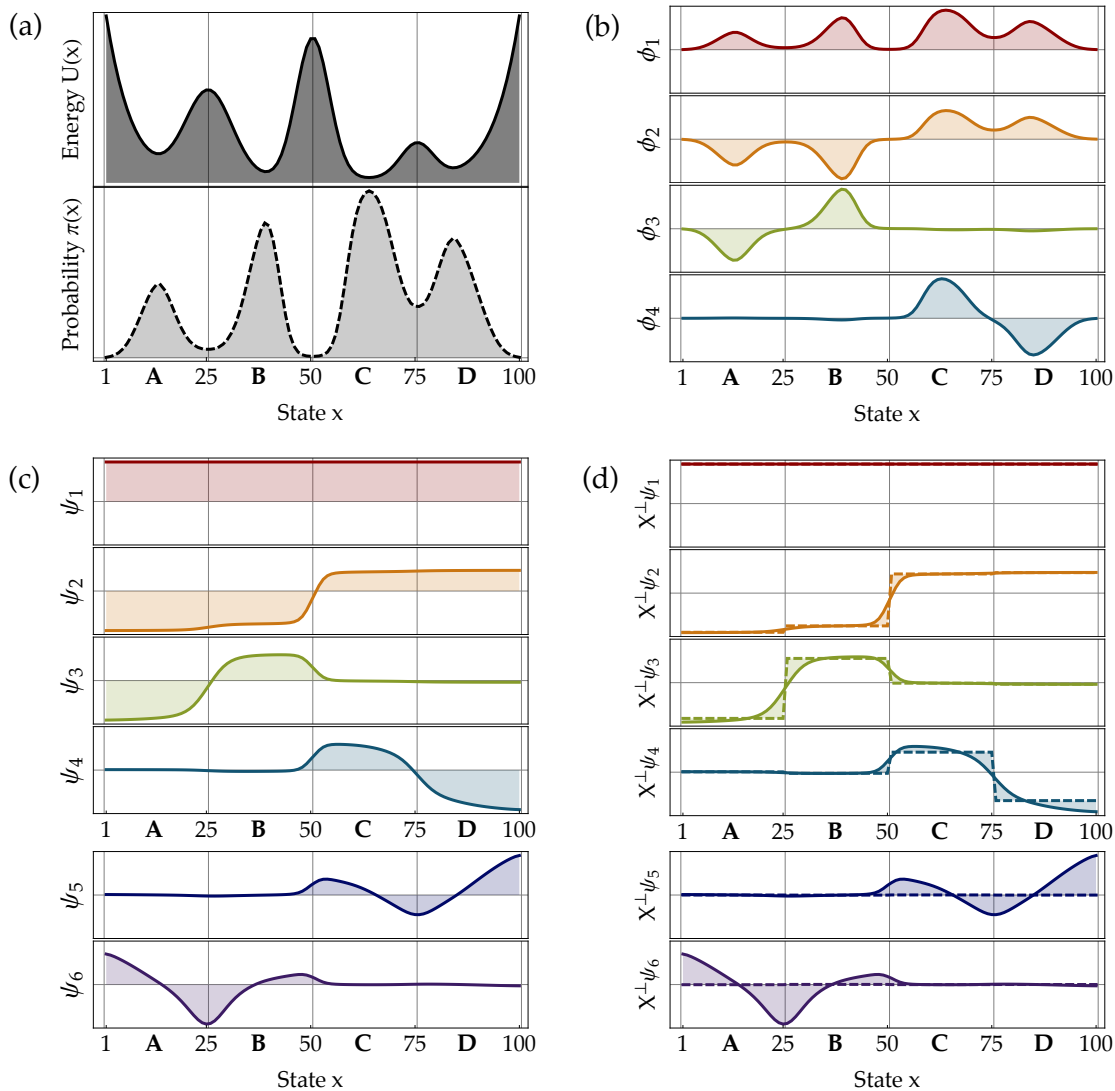 (a)
Energy U(x)
Probability π(x)
1 A 25 B 50 C 75 D 100
State x
(b)
ϕ1
ϕ2
ϕ3
ϕ4
1 A 25 B 50 C 75 D 100
State x
(c)
ψ1
ψ2
ψ3
ψ4
1 A 25 B 50 C 75 D 100
ψ5
ψ6
1 A 25 B 50 C 75 D 100
State x
(d)
X⊥ψ1
X⊥ψ2
X⊥ψ3
X⊥ψ4
1 A 25 B 50 C 75 D 100
X⊥ψ5
X⊥ψ6
1 A 25 B 50 C 75 D 100
State x